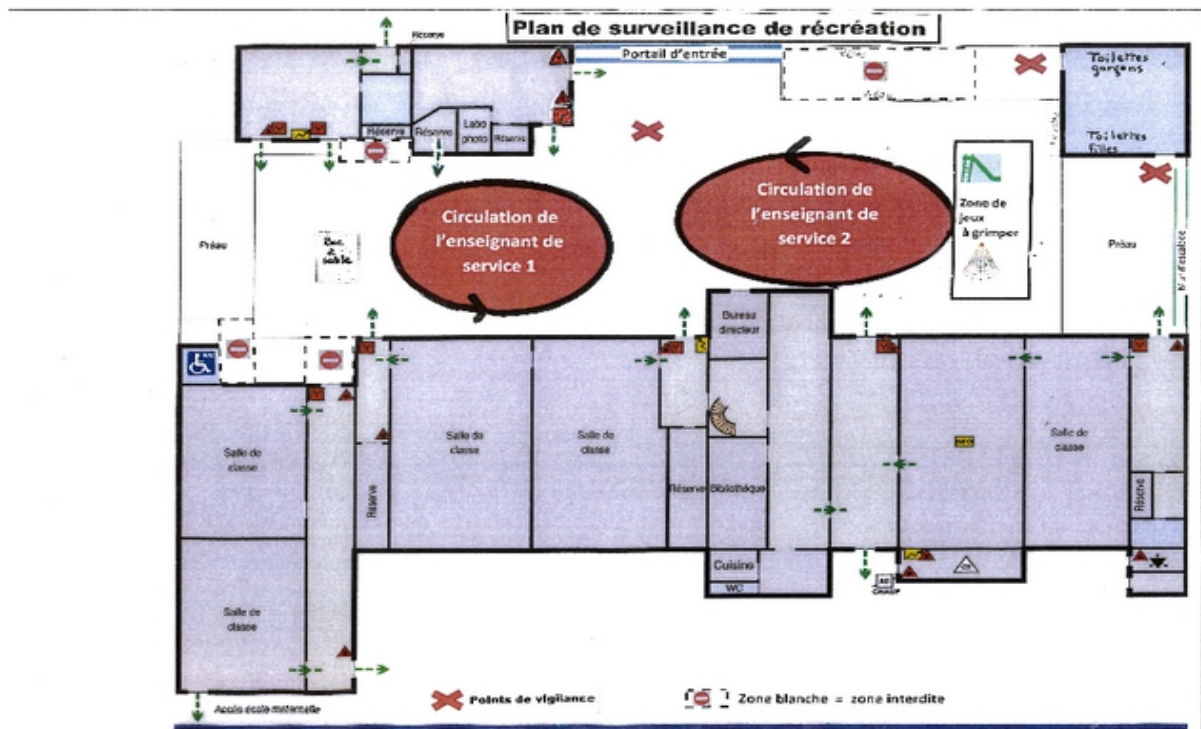 Plan de surveillance de récréation
Réserve
Portail d'entrée
Toilettes
garçons
Réserve
Réserve
Labo
photo
Réserve
Toilettes
filles
Circulation de
l'enseignant de
service 1
Circulation de
l'enseignant de
service 2
Zone de
jeux
à grimper
Préau
Bac à
sable
Préau
Bureau
directeur
Salle de
classe
Salle de
classe
Salle de
classe
Salle de
classe
Réserve
Réserve
Bibliothèque
Réserve
Cuisine
WC
Salle de
classe
Accès école maternelle
Points de vigilance
Zone blanche = zone interdite